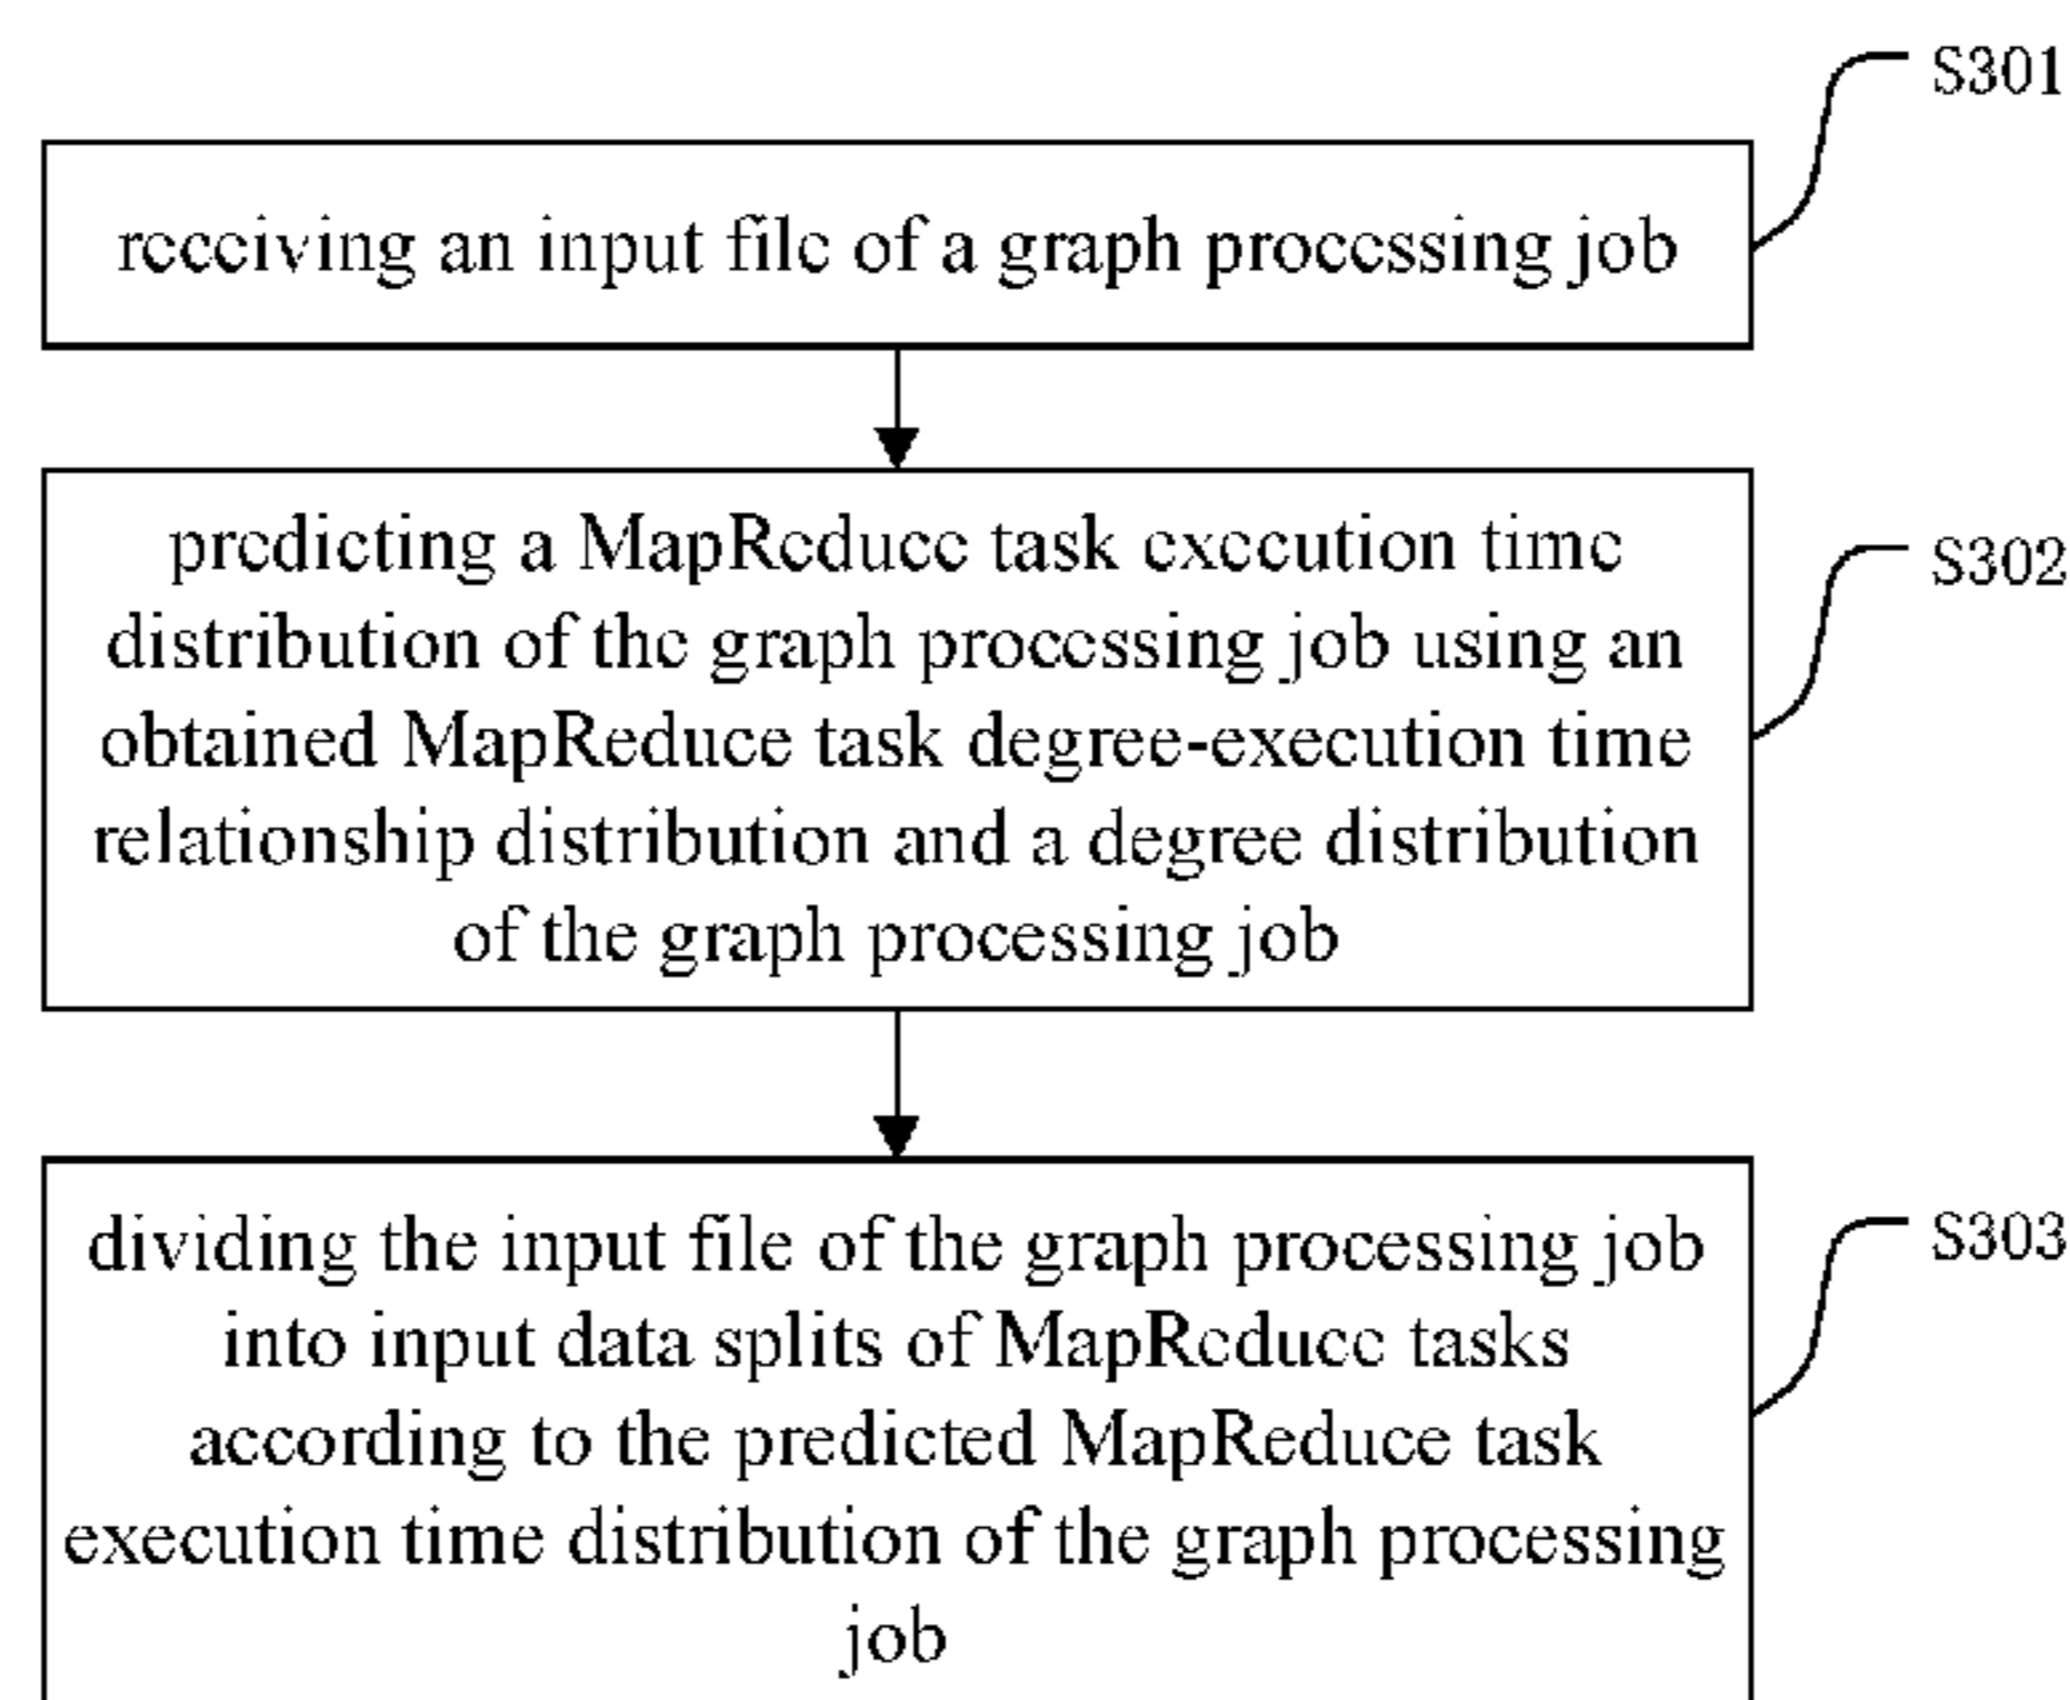 S301
receiving an input file of a graph processing job
predicting a MapReduce task execution time
S302
distribution of the graph processing job using an
obtained MapReduce task degree-execution time
relationship distribution and a degree distribution
of the graph processing job
dividing the input file of the graph processing job
S303
into input data splits of MapReduce tasks
according to the predicted MapReduce task
execution time distribution of the graph processing
job